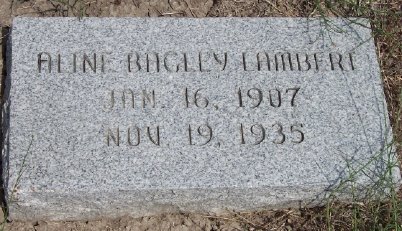 ALINE BAGLEY LAMBERT
JAN. 16, 1907
NOV. 19, 1935